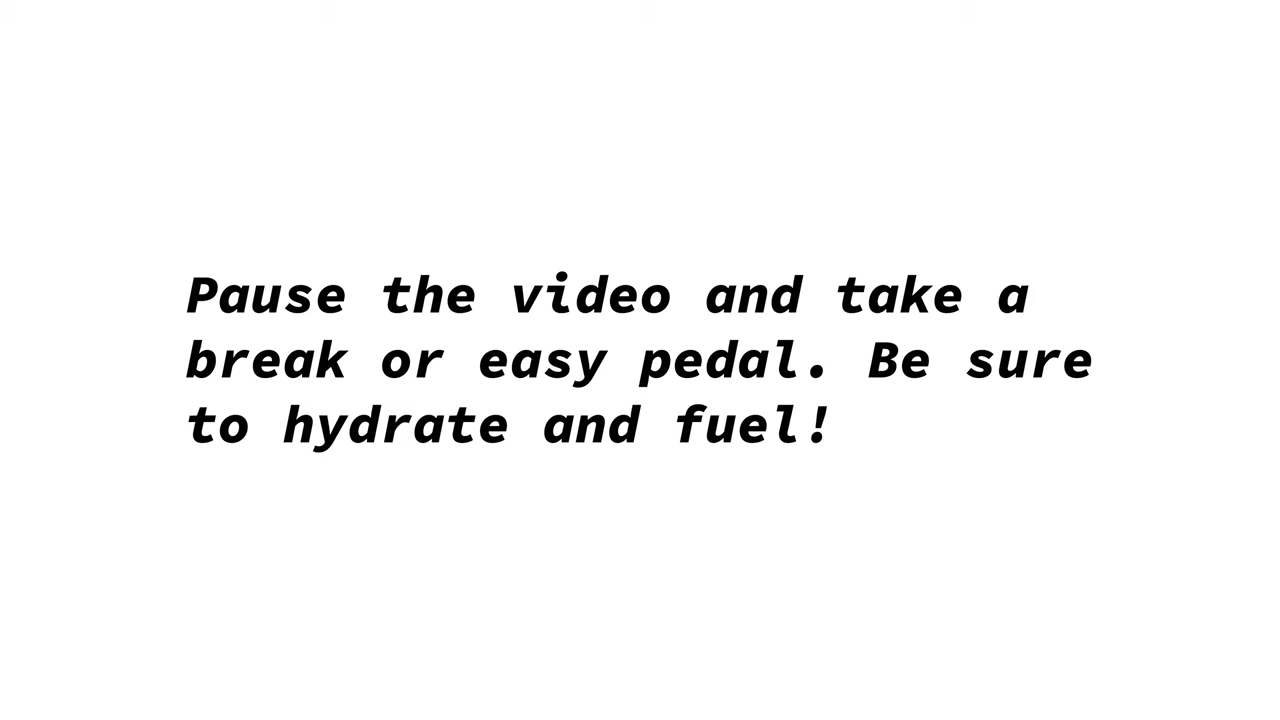 Pause the video and take a
break or easy pedal. Be sure
to hydrate and fuel!